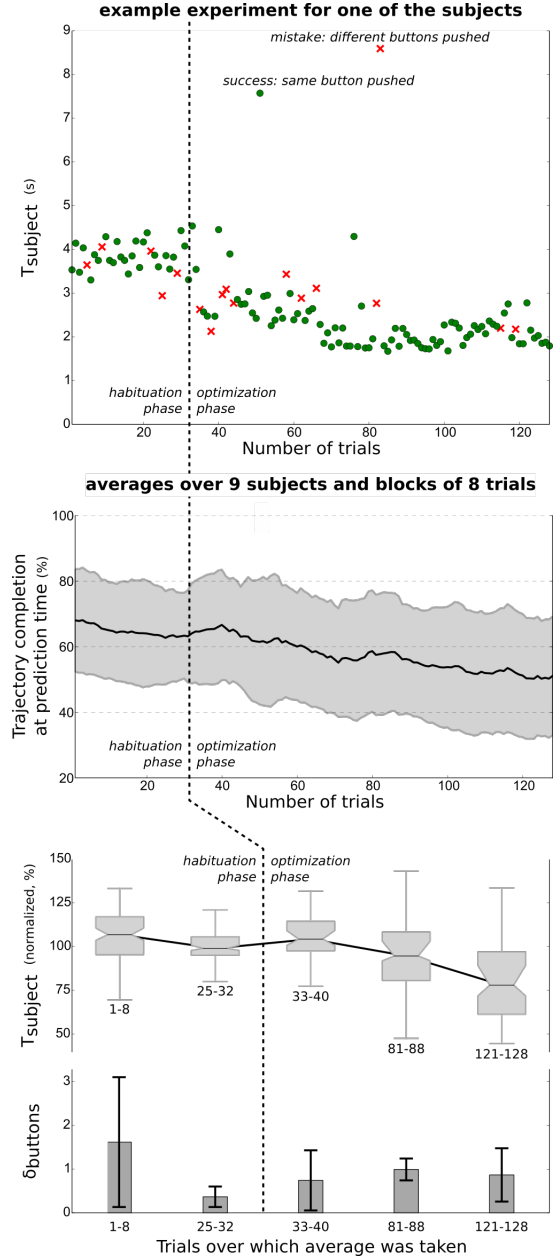 example experiment for one of the subjects
9
mistake: different buttons pushed
8
success: same button pushed
7
6
5
4
3
2
1
0
Tsubject (s)
habituation phase
optimization phase
20 40 60 80 100 120
Number of trials
averages over 9 subjects and blocks of 8 trials
100
80
60
40
20
Trajectory completion
at prediction time (%)
habituation phase
optimization phase
20 40 60 80 100 120
Number of trials
150
125
100
75
50
Tsubject (normalized, %)
habituation phase
optimization phase
1-8
25-32
33-40
81-88
121-128
3
2
1
0
δbuttons
1-8 25-32 33-40 81-88 121-128
Trials over which average was taken